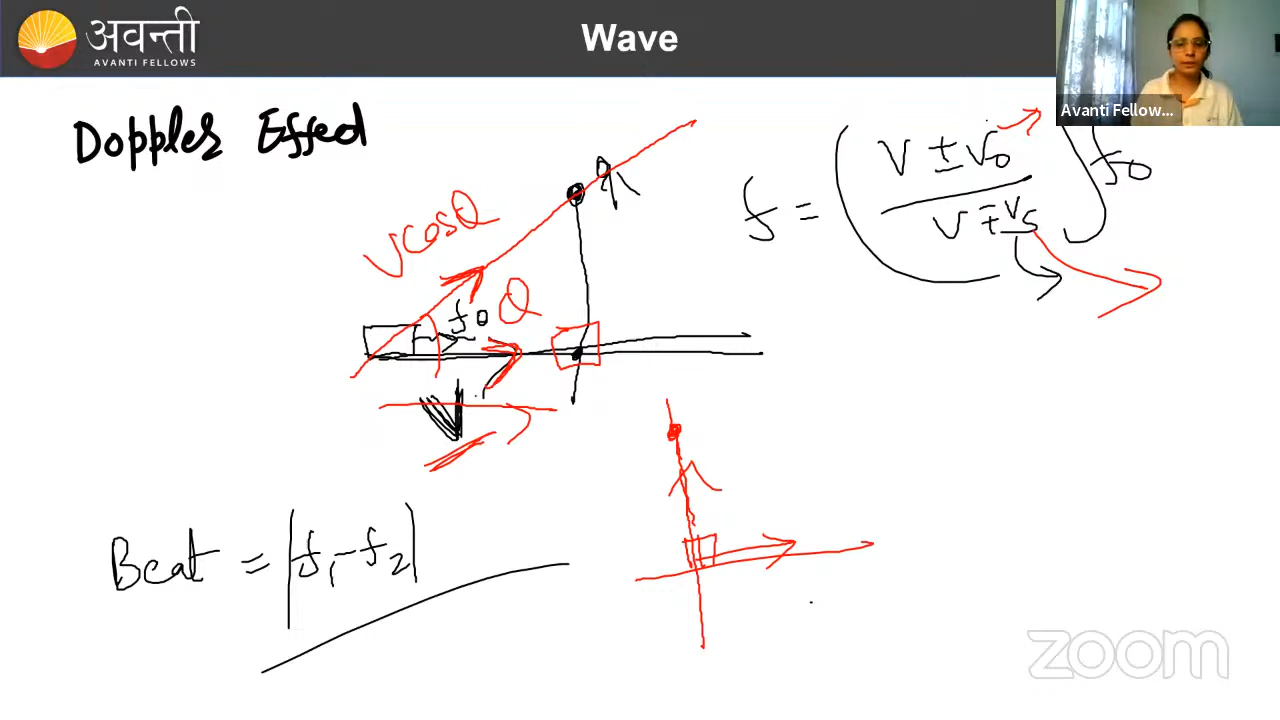 अवन्ती
AVANTI FELLOWS
Wave
Avanti Fellow...
Doppler Effect
f = (V ± V₀ / V ∓ Vs) f₀
V cosθ
f₀ θ
V
Beat = |f₁ - f₂|
zoom